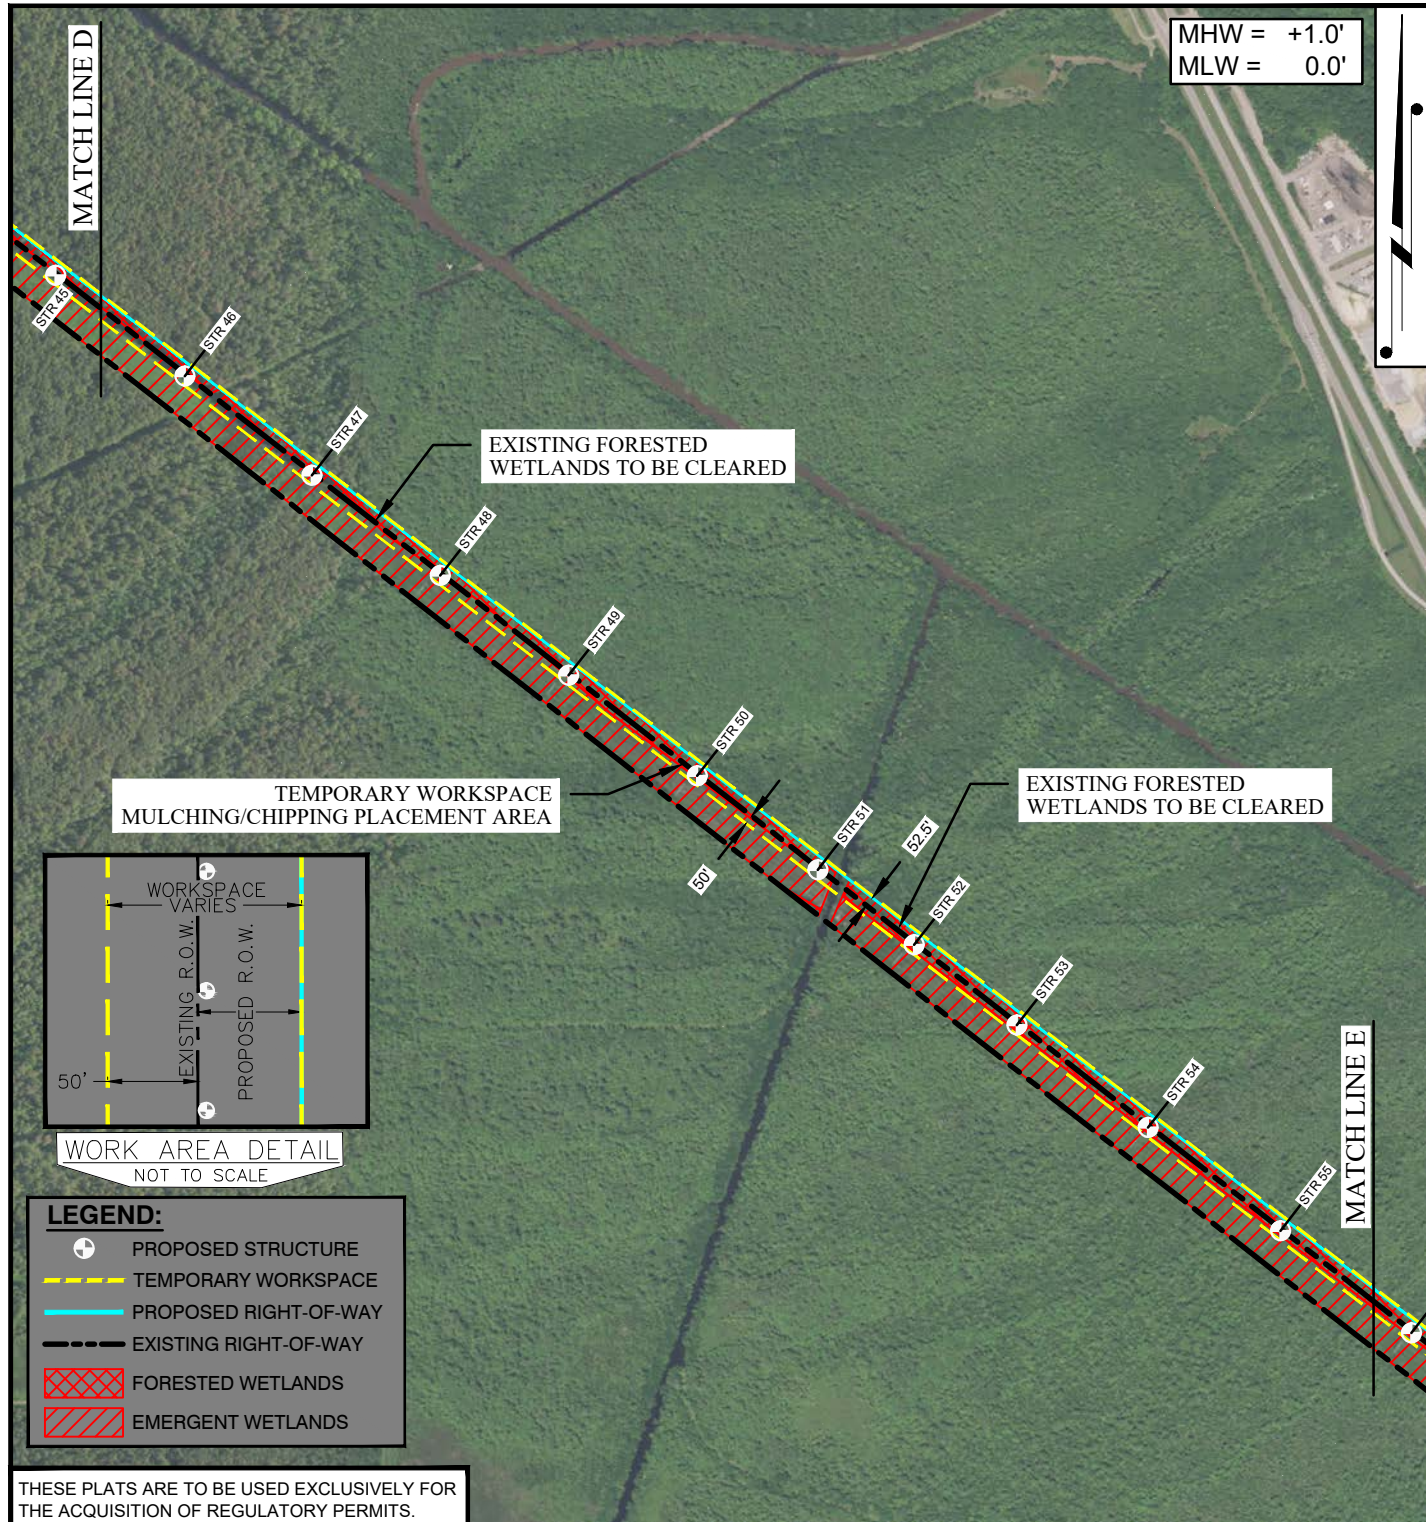 MATCH LINE D
MHW = +1.0'
MLW = 0.0'
STR 45
STR 46
STR 47
EXISTING FORESTED
WETLANDS TO BE CLEARED
STR 48
STR 49
STR 50
TEMPORARY WORKSPACE
MULCHING/CHIPPING PLACEMENT AREA
EXISTING FORESTED
WETLANDS TO BE CLEARED
STR 51
52.5'
50'
STR 52
STR 53
STR 54
STR 55
MATCH LINE E
WORKSPACE
VARIES
EXISTING R.O.W.
PROPOSED R.O.W.
50'
WORK AREA DETAIL
NOT TO SCALE
LEGEND:
PROPOSED STRUCTURE
TEMPORARY WORKSPACE
PROPOSED RIGHT-OF-WAY
EXISTING RIGHT-OF-WAY
FORESTED WETLANDS
EMERGENT WETLANDS
THESE PLATS ARE TO BE USED EXCLUSIVELY FOR
THE ACQUISITION OF REGULATORY PERMITS.